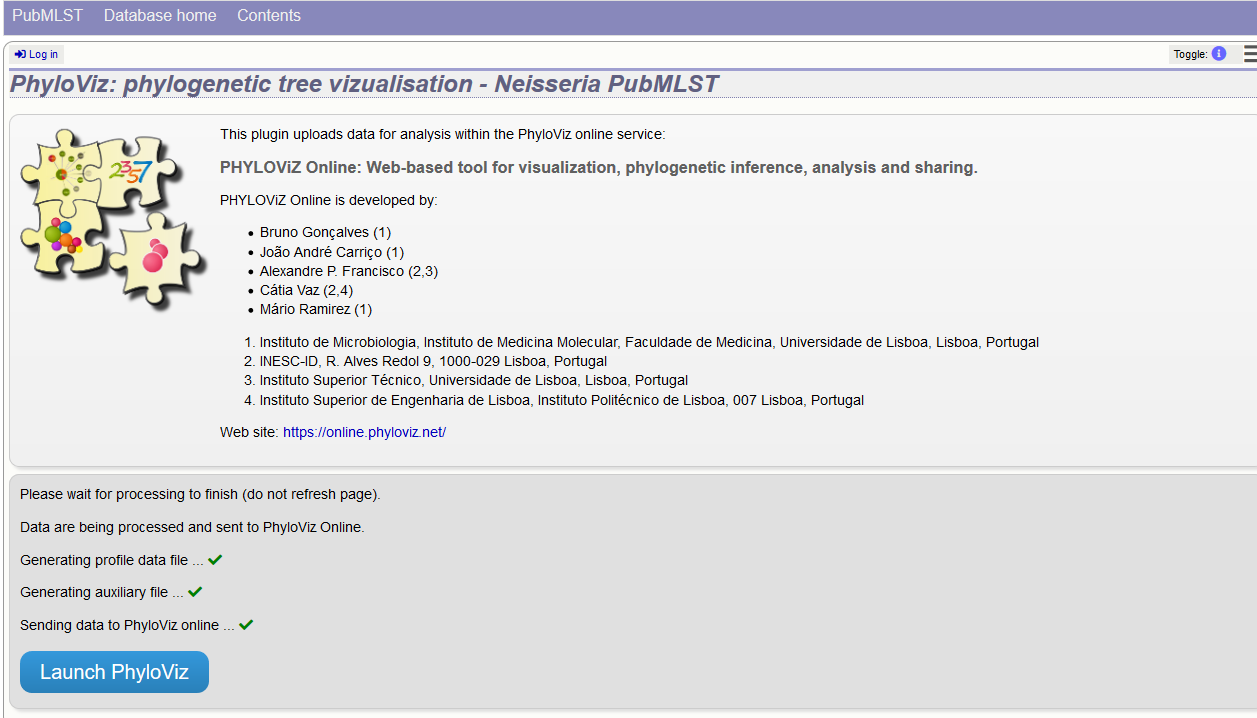 PubMLST Database home Contents
Log in
Toggle: i
PhyloViz: phylogenetic tree vizualisation - Neisseria PubMLST
2357
This plugin uploads data for analysis within the PhyloViz online service:
PHYLOViZ Online: Web-based tool for visualization, phylogenetic inference, analysis and sharing.
PHYLOViZ Online is developed by:
• Bruno Gonçalves (1)
• João André Carriço (1)
• Alexandre P. Francisco (2,3)
• Cátia Vaz (2,4)
• Mário Ramirez (1)
1. Instituto de Microbiologia, Instituto de Medicina Molecular, Faculdade de Medicina, Universidade de Lisboa, Lisboa, Portugal
2. INESC-ID, R. Alves Redol 9, 1000-029 Lisboa, Portugal
3. Instituto Superior Técnico, Universidade de Lisboa, Lisboa, Portugal
4. Instituto Superior de Engenharia de Lisboa, Instituto Politécnico de Lisboa, 007 Lisboa, Portugal
Web site: https://online.phyloviz.net/
Please wait for processing to finish (do not refresh page).
Data are being processed and sent to PhyloViz Online.
Generating profile data file ... ✔
Generating auxiliary file ... ✔
Sending data to PhyloViz online ... ✔
Launch PhyloViz